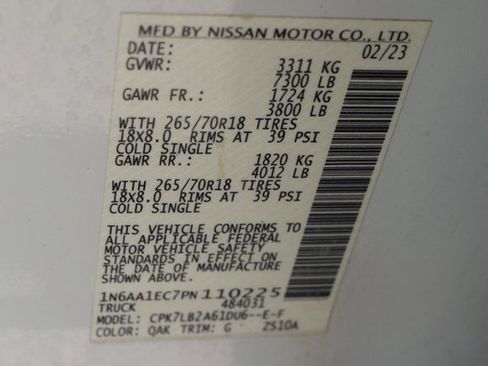 MFD BY NISSAN MOTOR CO., LTD.
DATE: 02/23
GVWR: 3311 KG
7300 LB
GAWR FR.: 1724 KG
3800 LB
WITH 265/70R18 TIRES
18X8.0 RIMS AT 39 PSI
COLD SINGLE
GAWR RR.: 1820 KG
4012 LB
WITH 265/70R18 TIRES
18X8.0 RIMS AT 39 PSI
COLD SINGLE
THIS VEHICLE CONFORMS TO
ALL APPLICABLE FEDERAL
MOTOR VEHICLE SAFETY
STANDARDS IN EFFECT ON
THE DATE OF MANUFACTURE
SHOWN ABOVE.
1N6AA1EC7PN 110225
TRUCK 484031
MODEL: CPK7LB2A61DU6--E-F
COLOR: QAK TRIM: G ZS10A